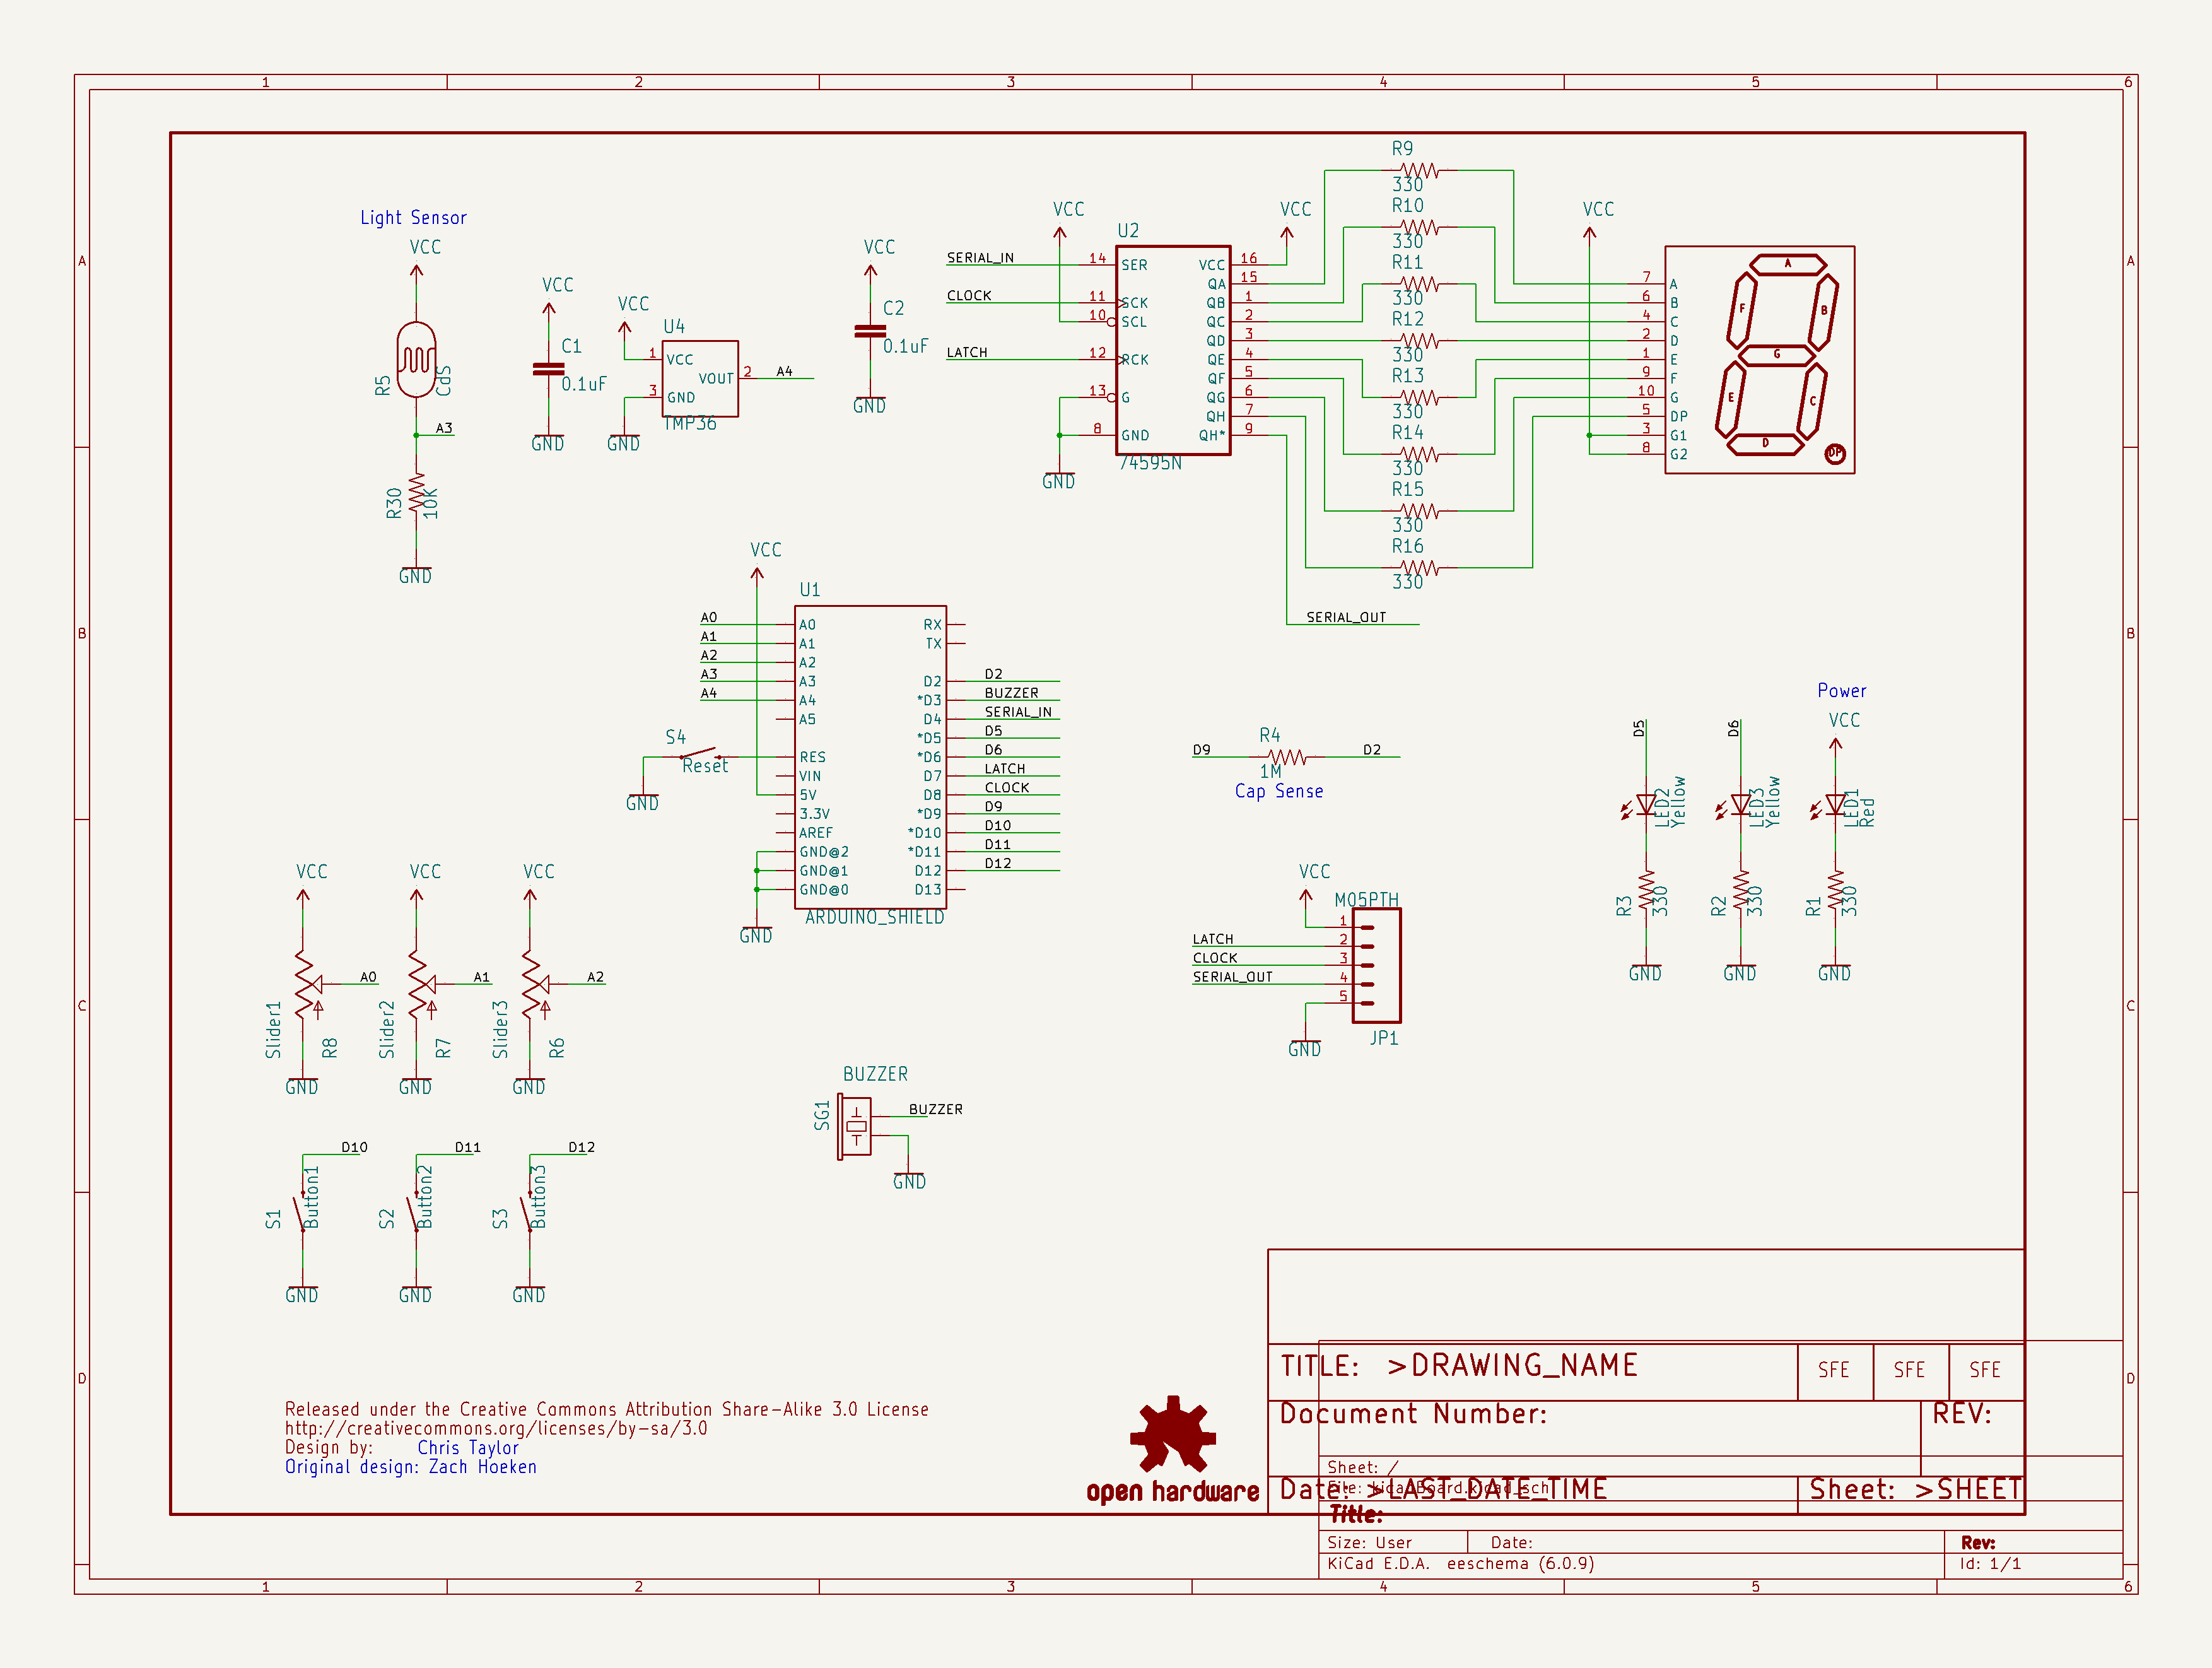 1 2 3 4 5 6
A
B
C
D
Light Sensor
VCC
R5
CdS
A3
R30
10K
GND
VCC
C1
0.1uF
GND
VCC
U4
1 VCC
VOUT 2 A4
3 GND
TMP36
GND
VCC
C2
0.1uF
GND
VCC
U2
SERIAL_IN 14 SER
CLOCK 11 SCK
10 SCL
LATCH 12 RCK
13 G
8 GND
VCC 16
QA 15
QB 1
QC 2
QD 3
QE 4
QF 5
QG 6
QH 7
QH* 9
74595N
GND
VCC
SERIAL_OUT
R9
330
R10
330
R11
330
R12
330
R13
330
R14
330
R15
330
R16
330
VCC
7 A
6 B
4 C
2 D
1 E
9 F
10 G
5 DP
3 G1
8 G2
A
F
B
G
E
C
D
DP
VCC
U1
A0 A0
A1 A1
A2 A2
A3 A3
A4 A4
A5
RES
VIN
5V
3.3V
AREF
GND@2
GND@1
GND@0
RX
TX
D2 D2
*D3 BUZZER
D4 SERIAL_IN
*D5 D5
*D6 D6
D7 LATCH
D8 CLOCK
*D9 D9
*D10 D10
*D11 D11
D12 D12
D13
ARDUINO_SHIELD
GND
S4
Reset
GND
D9 R4 D2
1M
Cap Sense
D5
LED2
Yellow
R3
330
GND
D6
LED3
Yellow
R2
330
GND
Power
VCC
LED1
Red
R1
330
GND
VCC
M05PTH
1
LATCH 2
CLOCK 3
SERIAL_OUT 4
5
GND
JP1
VCC
A0
Slider1
R8
GND
VCC
A1
Slider2
R7
GND
VCC
A2
Slider3
R6
GND
BUZZER
SG1
BUZZER
GND
D10
S1
Button1
GND
D11
S2
Button2
GND
D12
S3
Button3
GND
Released under the Creative Commons Attribution Share-Alike 3.0 License
http://creativecommons.org/licenses/by-sa/3.0
Design by: Chris Taylor
Original design: Zach Hoeken
open hardware
TITLE: >DRAWING_NAME
SFE SFE SFE
Document Number:
REV:
Date: >LAST_DATE_TIME
Sheet: >SHEET
Sheet: /
File: kicadBoard.kicad_sch
Title:
Size: User
Date:
Rev:
KiCad E.D.A. eeschema (6.0.9)
Id: 1/1
A
B
C
D
1 2 3 4 5 6